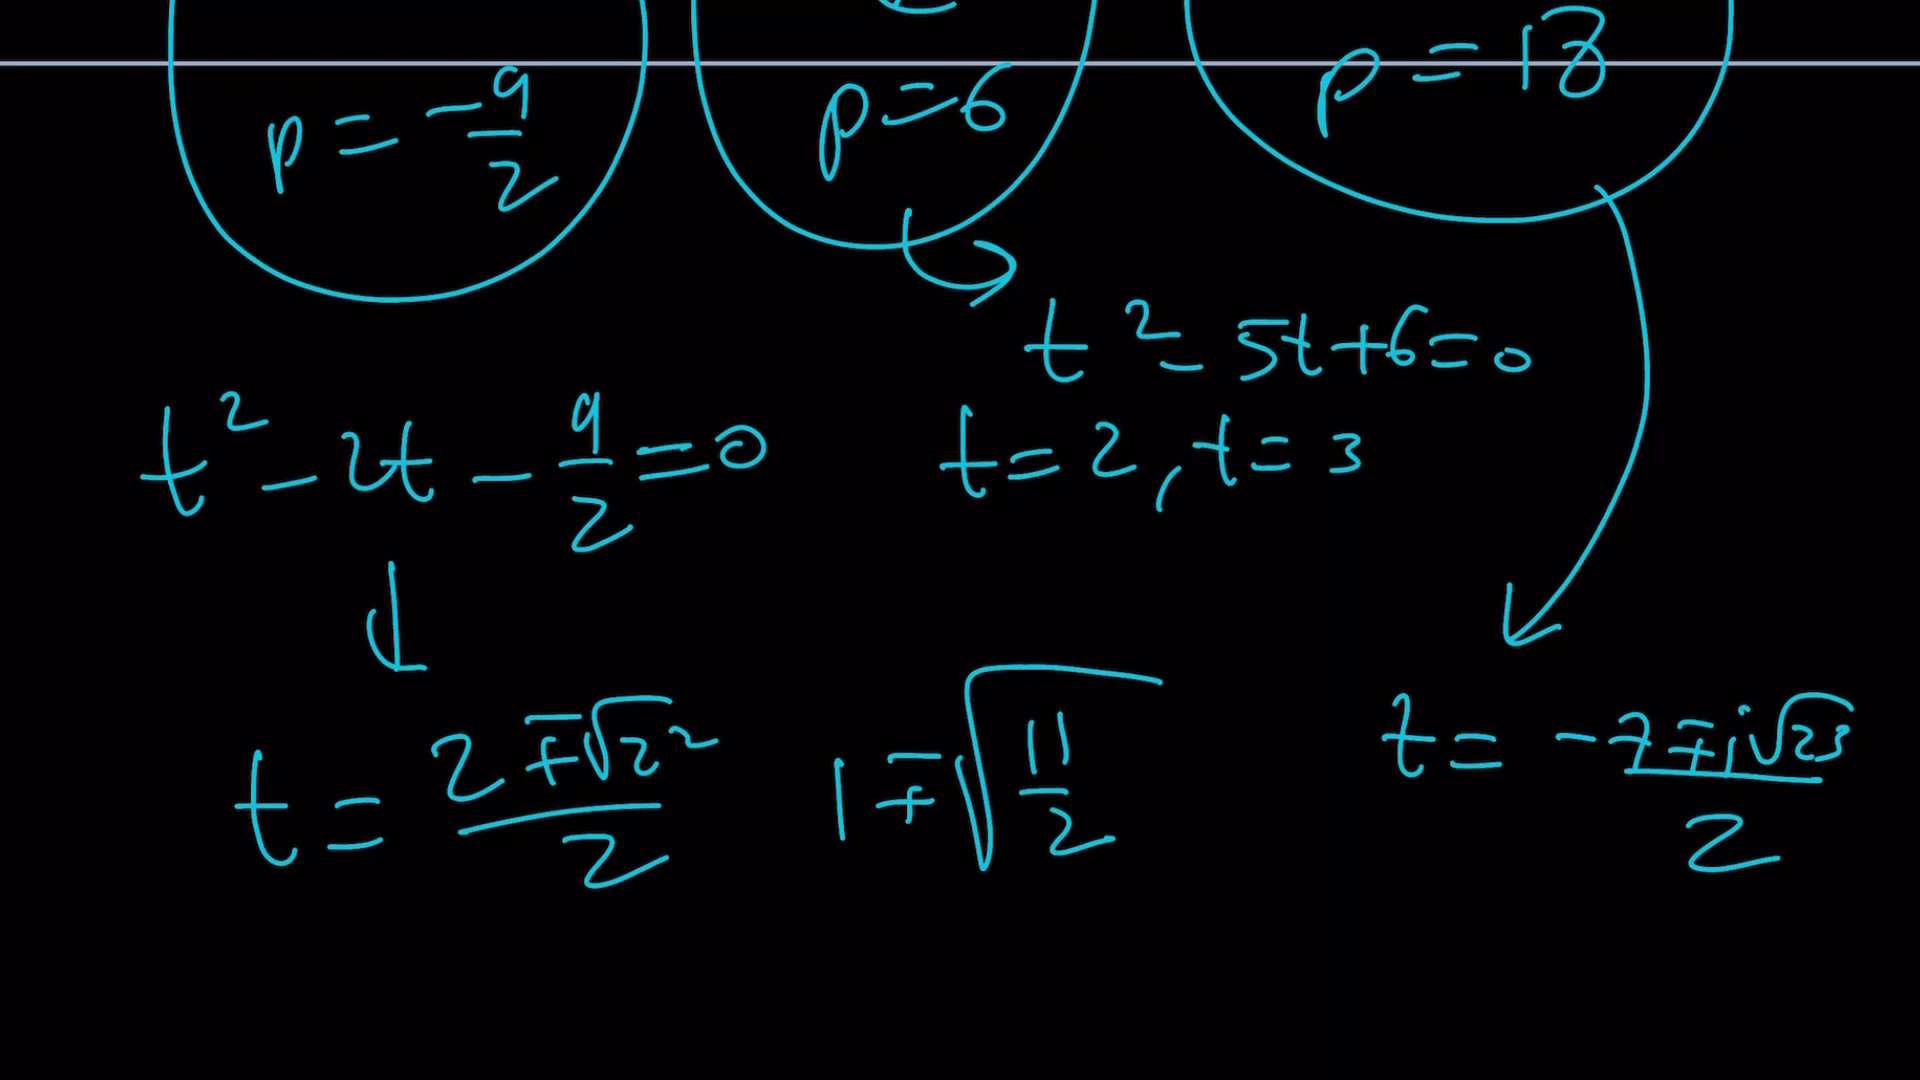 p = -9/2
p = 6
p = 18
t² - 5t + 6 = 0
t² - 2t - 9/2 = 0
t = 2, t = 3
t = (2 ∓ √22)/2
1 ∓ √(11/2)
t = (-7 ∓ i√23)/2